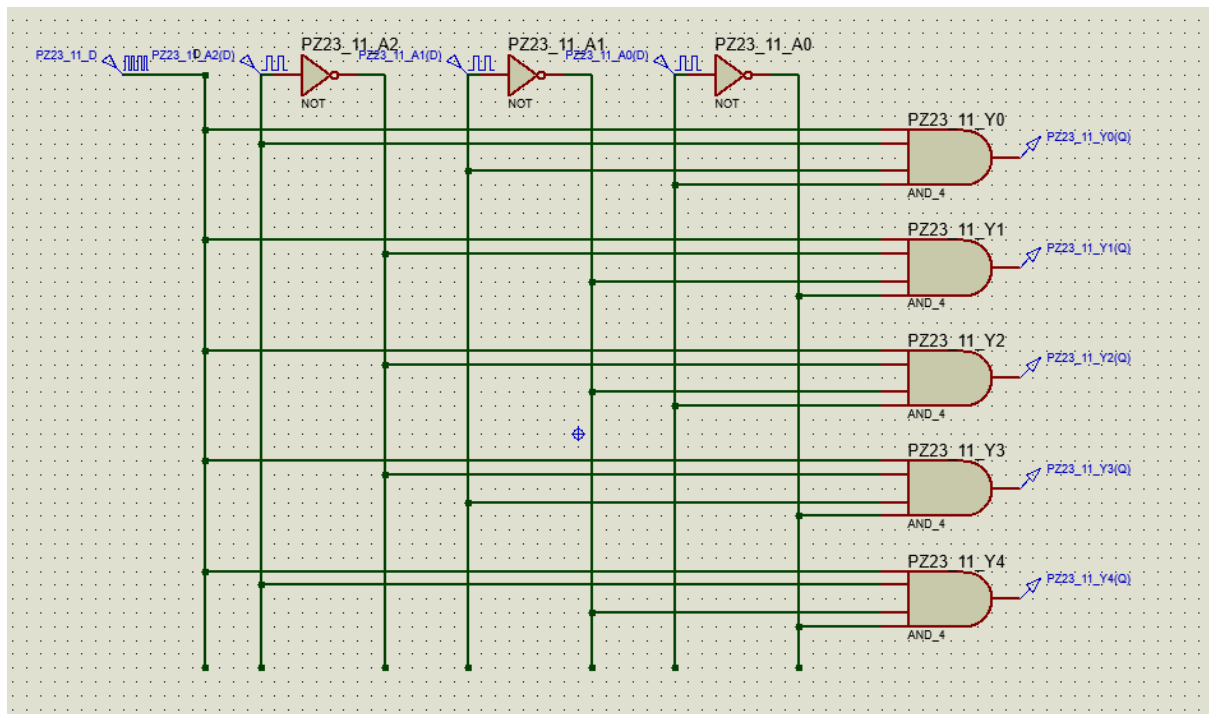 PZ23_11_D
PZ23_11_A2(D)
D
PZ23_11_A2
NOT
PZ23_11_A1(D)
PZ23_11_A1
NOT
PZ23_11_A0(D)
PZ23_11_A0
NOT
PZ23_11_Y0
AND_4
PZ23_11_Y0(Q)
PZ23_11_Y1
AND_4
PZ23_11_Y1(Q)
PZ23_11_Y2
AND_4
PZ23_11_Y2(Q)
PZ23_11_Y3
AND_4
PZ23_11_Y3(Q)
PZ23_11_Y4
AND_4
PZ23_11_Y4(Q)